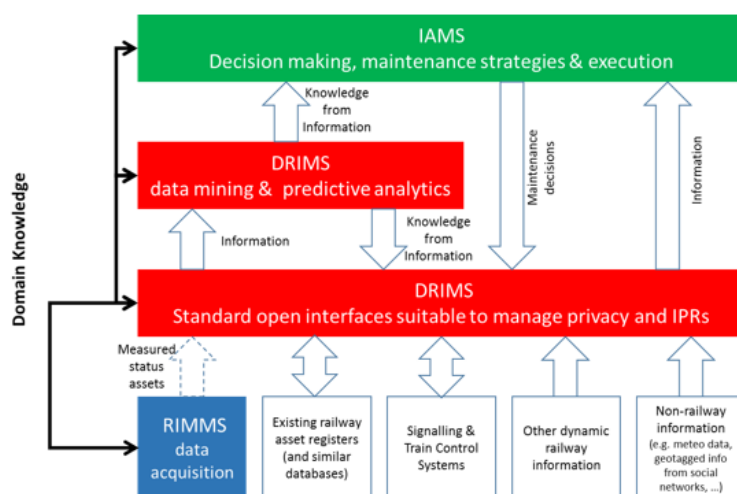 IAMS
Decision making, maintenance strategies & execution
Knowledge
from
Information
Maintenance
decisions
Information
DRIMS
data mining & predictive analytics
Information
Knowledge
from
Information
Domain Knowledge
DRIMS
Standard open interfaces suitable to manage privacy and IPRs
Measured
status
assets
RIMMS
data
acquisition
Existing railway
asset registers
(and similar
databases)
Signalling &
Train Control
Systems
Other dynamic
railway
information
Non-railway
information
(e.g. meteo data,
geotagged info
from social
networks, ...)